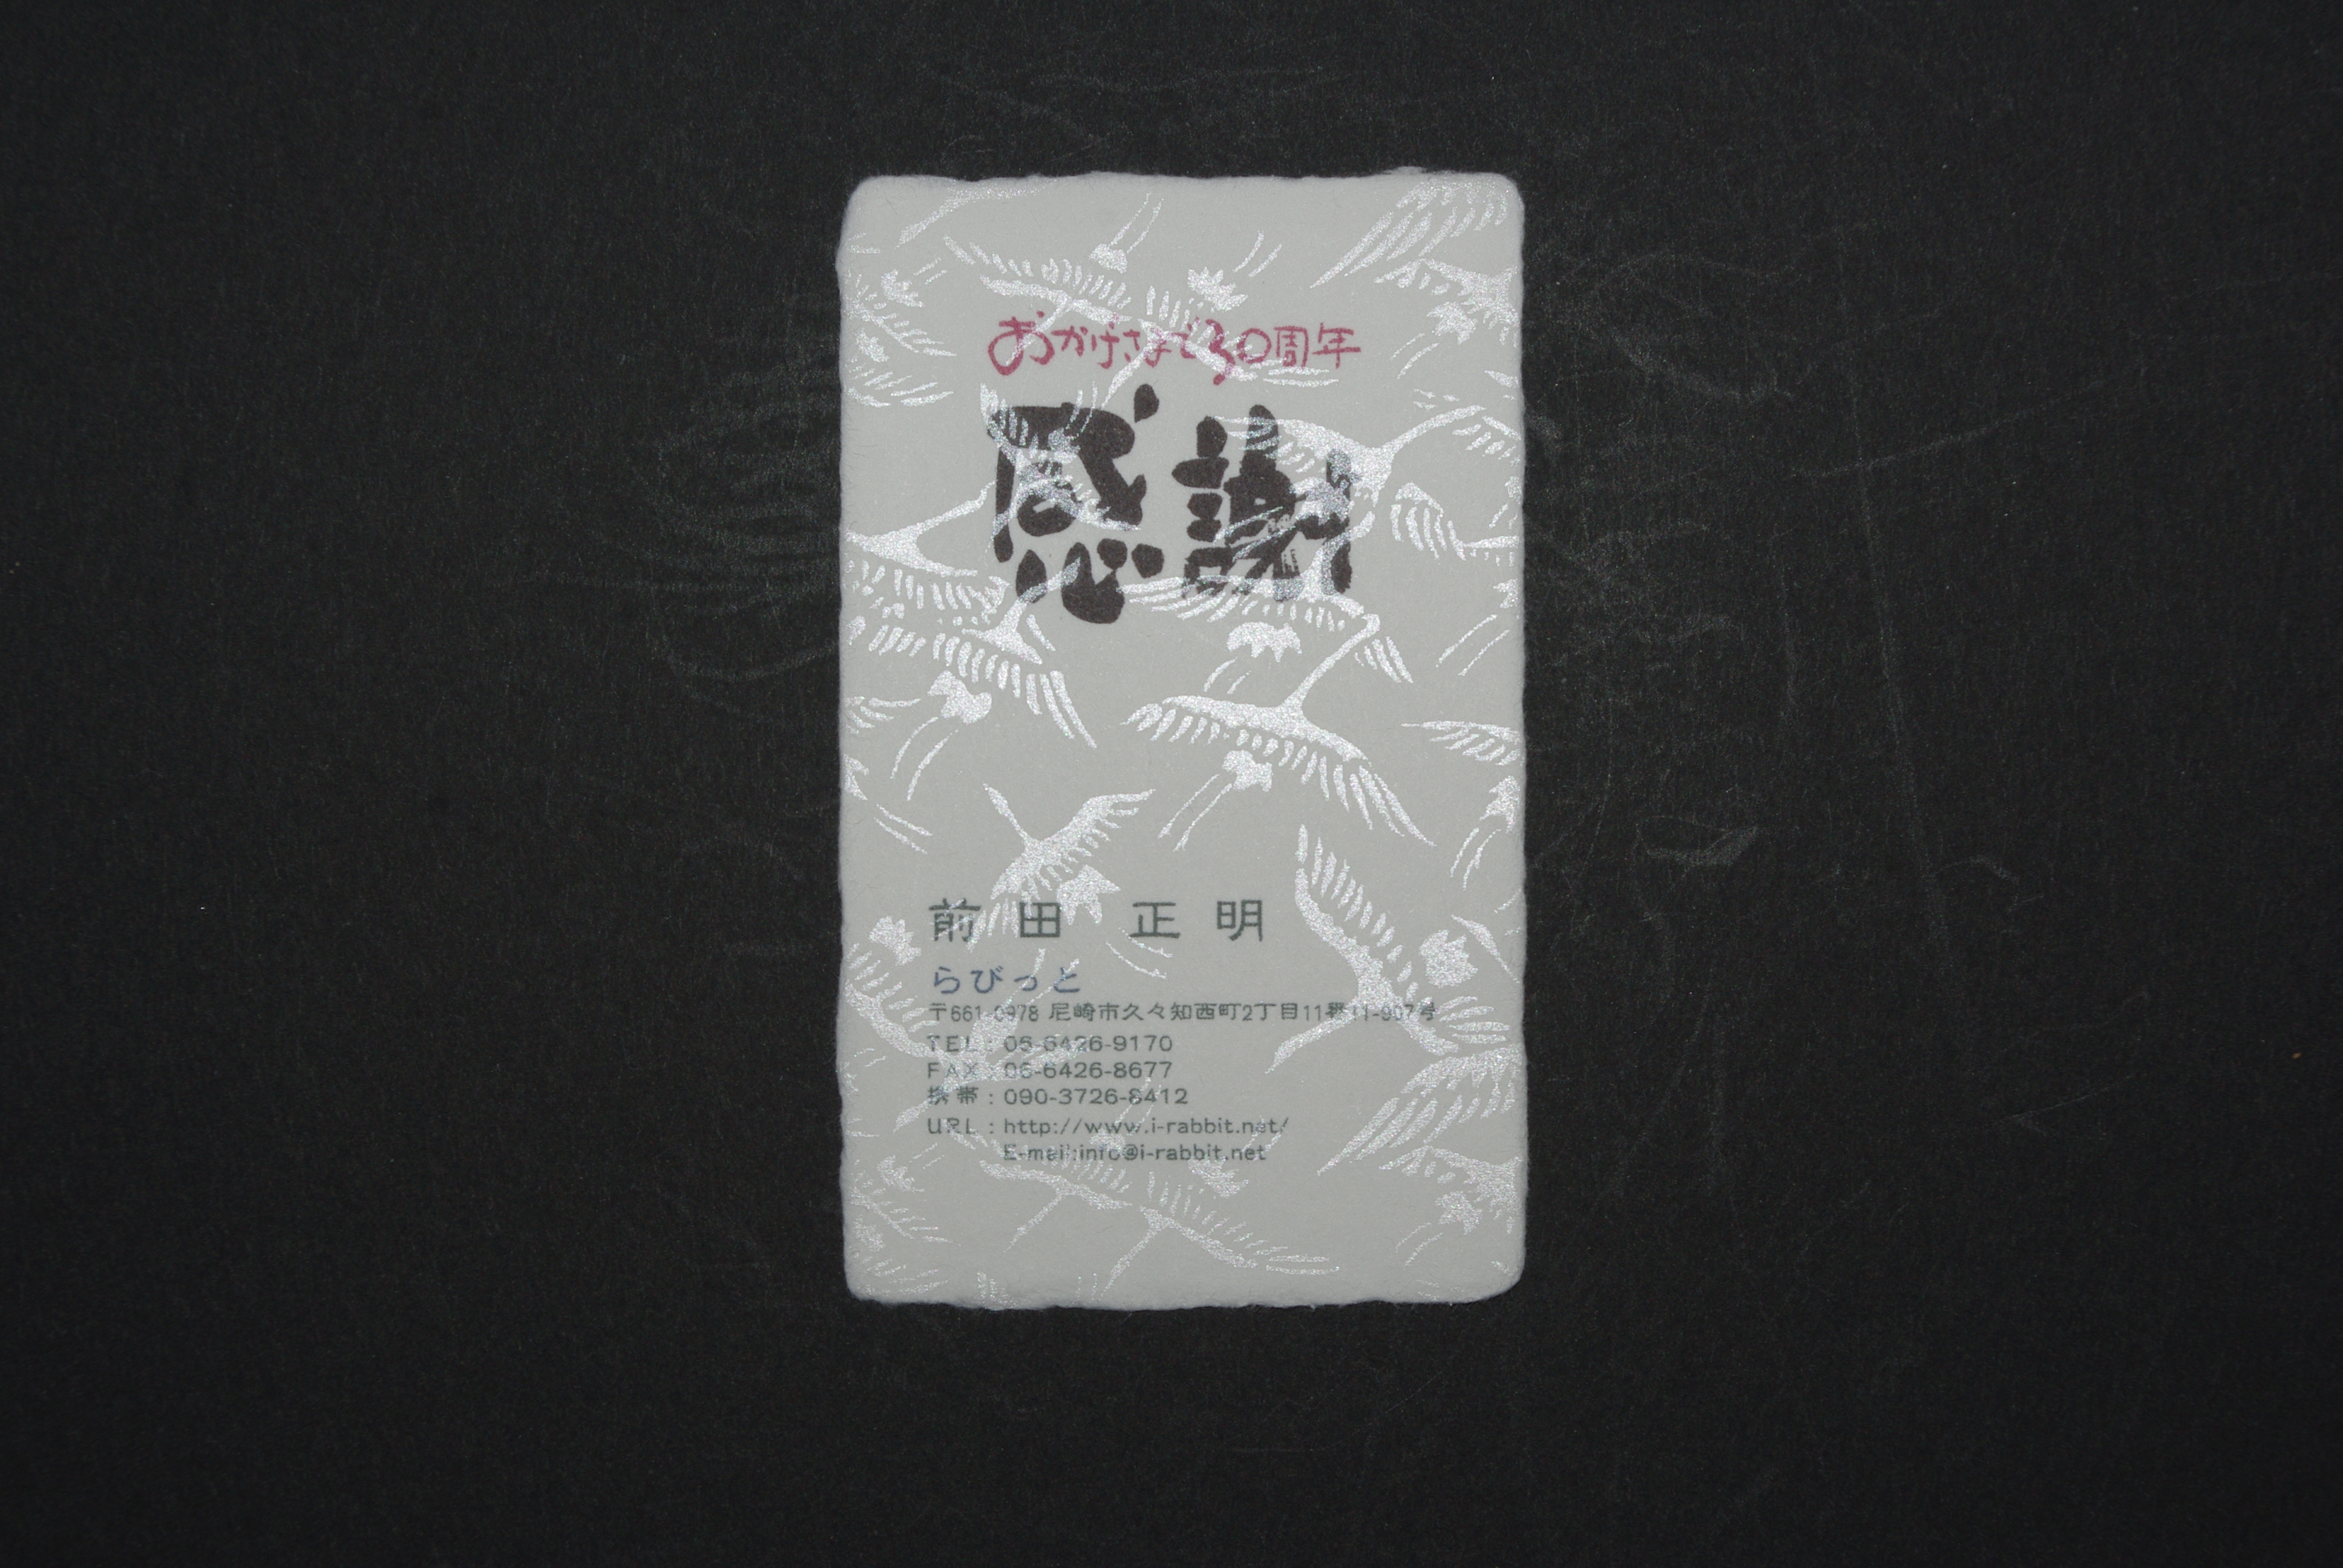 おかげさまで30周年
感謝
前田 正明
らびっと
〒661-0978 尼崎市久々知西町2丁目11番11-907号
TEL : 06-6426-9170
FAX : 06-6426-8677
携帯 : 090-3726-8412
URL : http://www.i-rabbit.net/
E-mail:info@i-rabbit.net